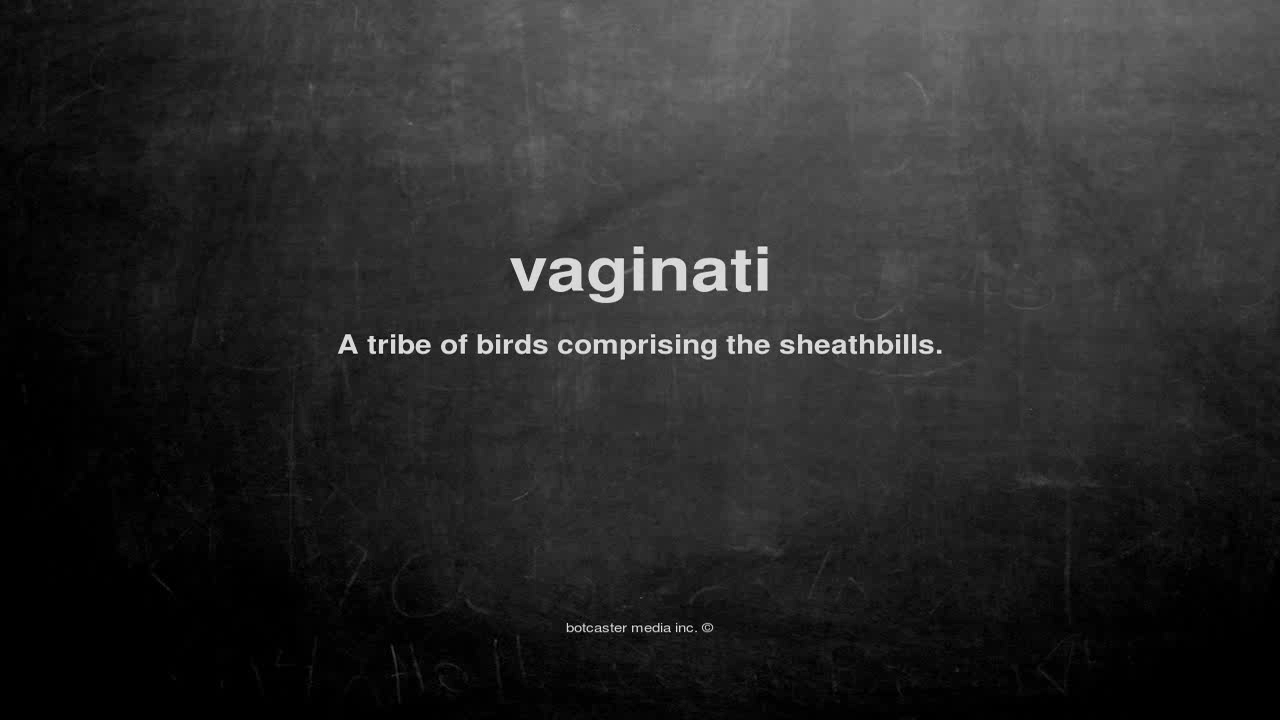 vaginati
A tribe of birds comprising the sheathbills.
botcaster media inc. ©